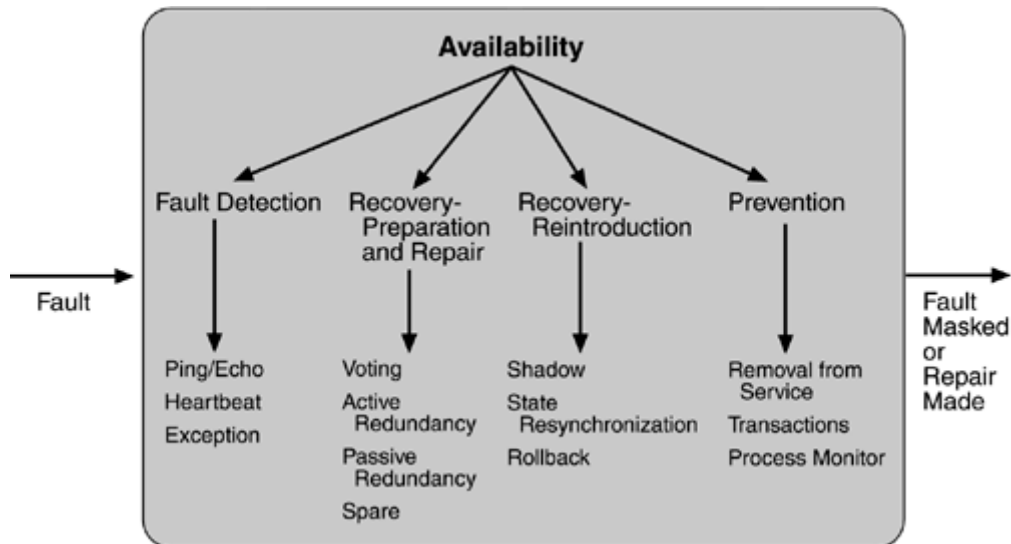 Availability
Fault Detection
Recovery-
Preparation
and Repair
Recovery-
Reintroduction
Prevention
Fault
Fault
Masked
or
Repair
Made
Ping/Echo
Heartbeat
Exception
Voting
Active
Redundancy
Passive
Redundancy
Spare
Shadow
State
Resynchronization
Rollback
Removal from
Service
Transactions
Process Monitor